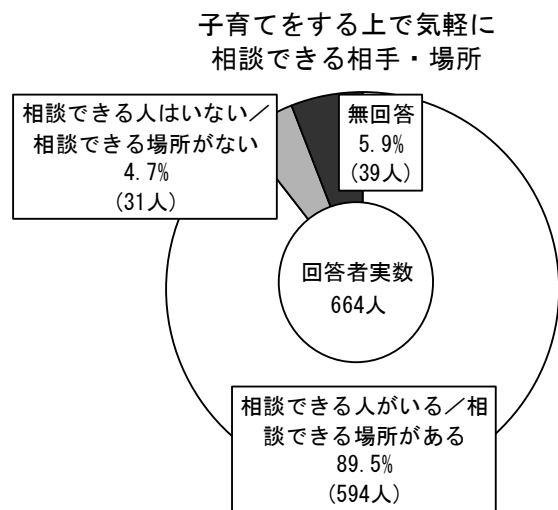 子育てをする上で気軽に
相談できる相手・場所
相談できる人はいない／
相談できる場所がない
4.7%
(31人)
無回答
5.9%
(39人)
回答者実数
664人
相談できる人がいる／相
談できる場所がある
89.5%
(594人)